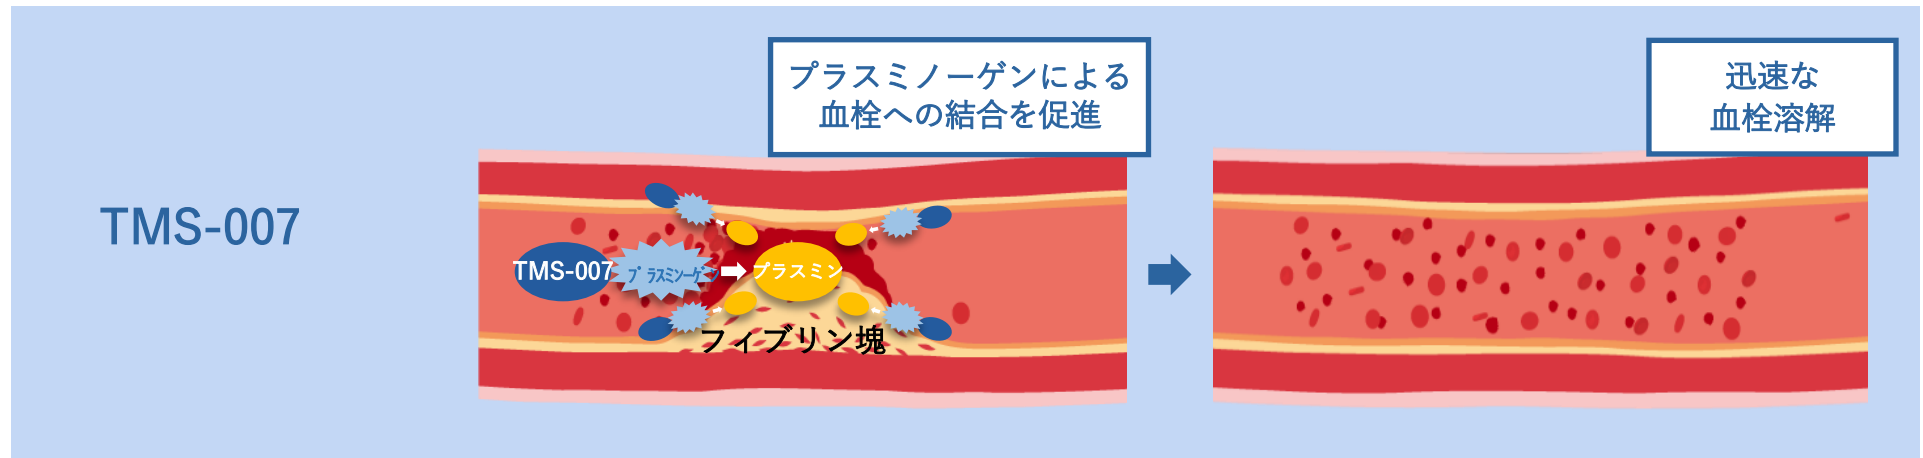 プラスミノーゲンによる
血栓への結合を促進
迅速な
血栓溶解
TMS-007
TMS-007
プラスミノーゲン
プラスミン
フィブリン塊